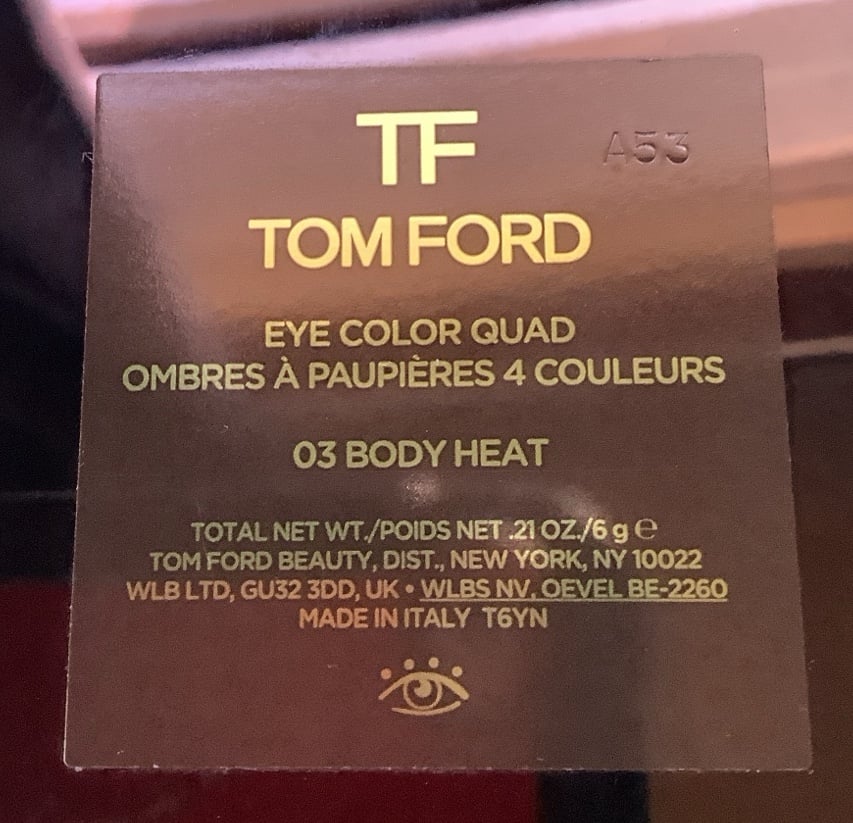 TF
A53
TOM FORD
EYE COLOR QUAD
OMBRES À PAUPIÈRES 4 COULEURS
03 BODY HEAT
TOTAL NET WT./POIDS NET .21 OZ./6 g ℮
TOM FORD BEAUTY, DIST., NEW YORK, NY 10022
WLB LTD, GU32 3DD, UK • WLBS NV, OEVEL BE-2260
MADE IN ITALY T6YN